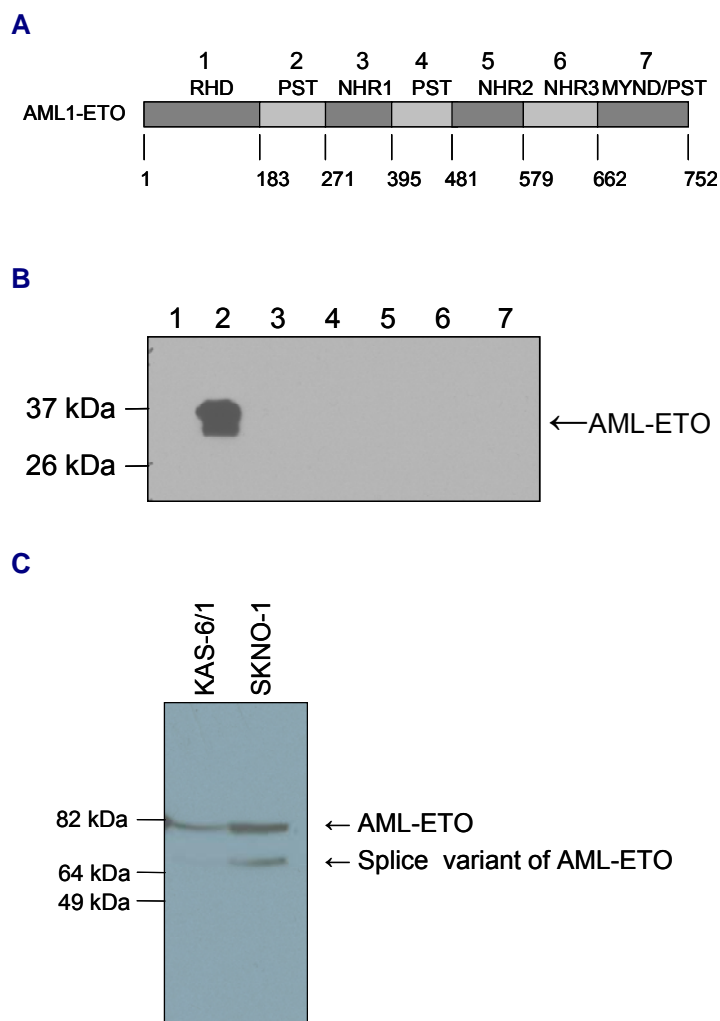 A
1 2 3 4 5 6 7
RHD PST NHR1 PST NHR2 NHR3 MYND/PST
AML1-ETO
1 183 271 395 481 579 662 752
B
1 2 3 4 5 6 7
37 kDa
←AML-ETO
26 kDa
C
KAS-6/1
SKNO-1
82 kDa
← AML-ETO
← Splice variant of AML-ETO
64 kDa
49 kDa